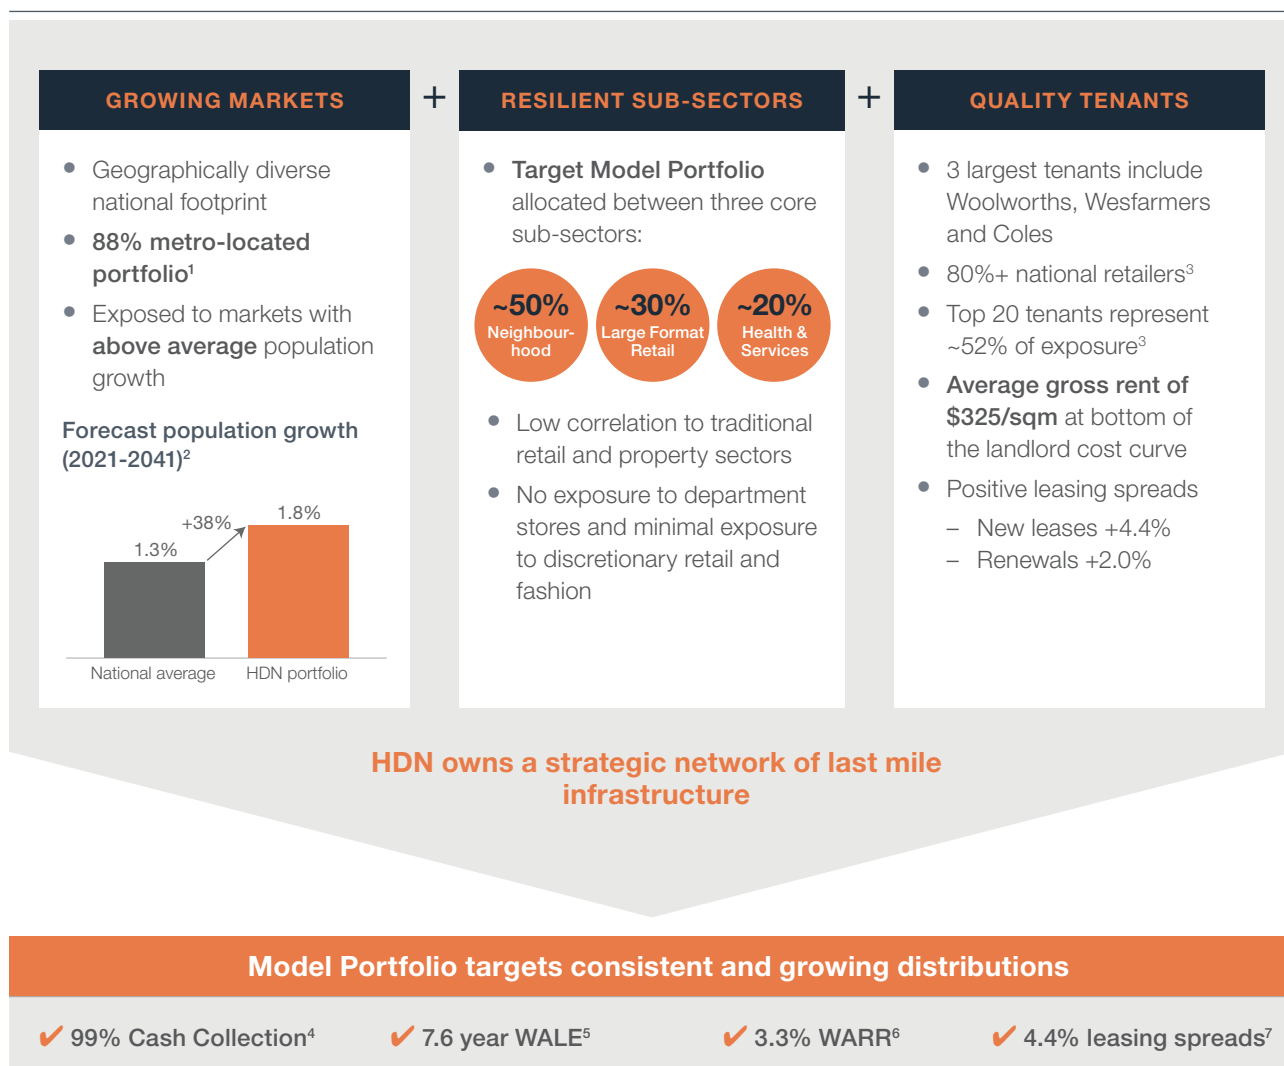 GROWING MARKETS
• Geographically diverse
national footprint
• 88% metro-located
portfolio¹
• Exposed to markets with
above average population
growth
Forecast population growth
(2021-2041)²
1.3%
+38%
1.8%
National average
HDN portfolio
+
RESILIENT SUB-SECTORS
• Target Model Portfolio
allocated between three core
sub-sectors:
~50%
Neighbour-
hood
~30%
Large Format
Retail
~20%
Health &
Services
• Low correlation to traditional
retail and property sectors
• No exposure to department
stores and minimal exposure
to discretionary retail and
fashion
+
QUALITY TENANTS
• 3 largest tenants include
Woolworths, Wesfarmers
and Coles
• 80%+ national retailers³
• Top 20 tenants represent
~52% of exposure³
• Average gross rent of
$325/sqm at bottom of
the landlord cost curve
• Positive leasing spreads
– New leases +4.4%
– Renewals +2.0%
HDN owns a strategic network of last mile
infrastructure
Model Portfolio targets consistent and growing distributions
✔ 99% Cash Collection⁴
✔ 7.6 year WALE⁵
✔ 3.3% WARR⁶
✔ 4.4% leasing spreads⁷